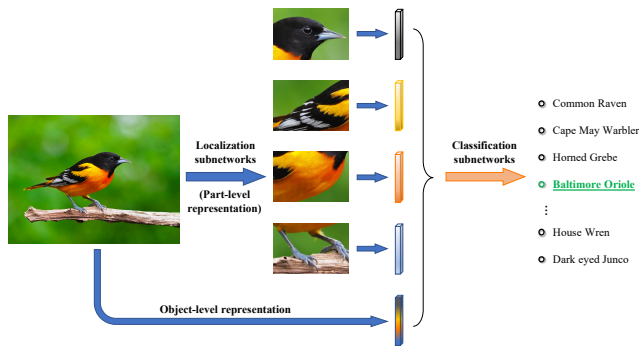 Localization
subnetworks
(Part-level
representation)
Object-level representation
Classification
subnetworks
Common Raven
Cape May Warbler
Horned Grebe
Baltimore Oriole
⋮
House Wren
Dark eyed Junco